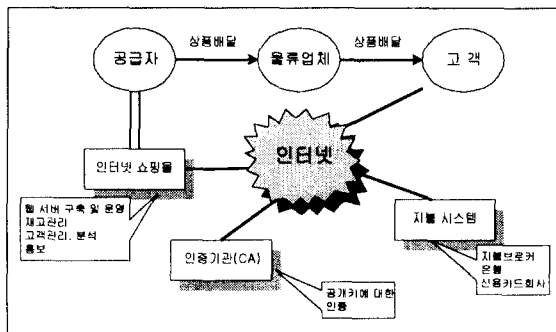 상품배달
상품배달
공급자
물류업체
고 객
인터넷
인터넷 쇼핑몰
웹 서버 구축 및 운영
재고관리
고객관리, 분석
홍보
지불 시스템
지불브로커
은행
신용카드회사
인증기관(CA)
공개키에 대한
인증